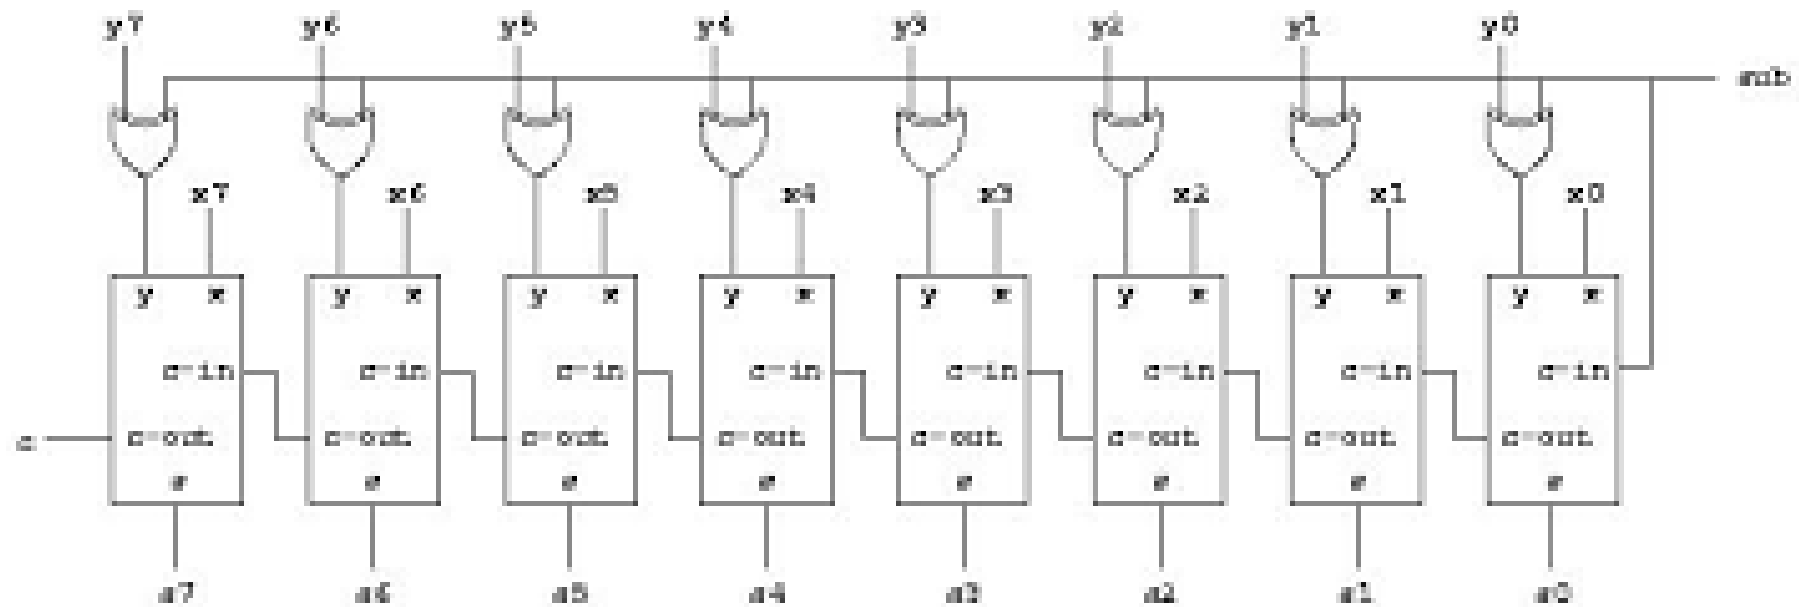 y7 y6 y5 y4 y3 y2 y1 y0
sub
x7 x6 x5 x4 x3 x2 x1 x0
y x y x y x y x y x y x y x y x
c-in c-in c-in c-in c-in c-in c-in c-in
c c-out c-out c-out c-out c-out c-out c-out c-out
s s s s s s s s
s7 s6 s5 s4 s3 s2 s1 s0